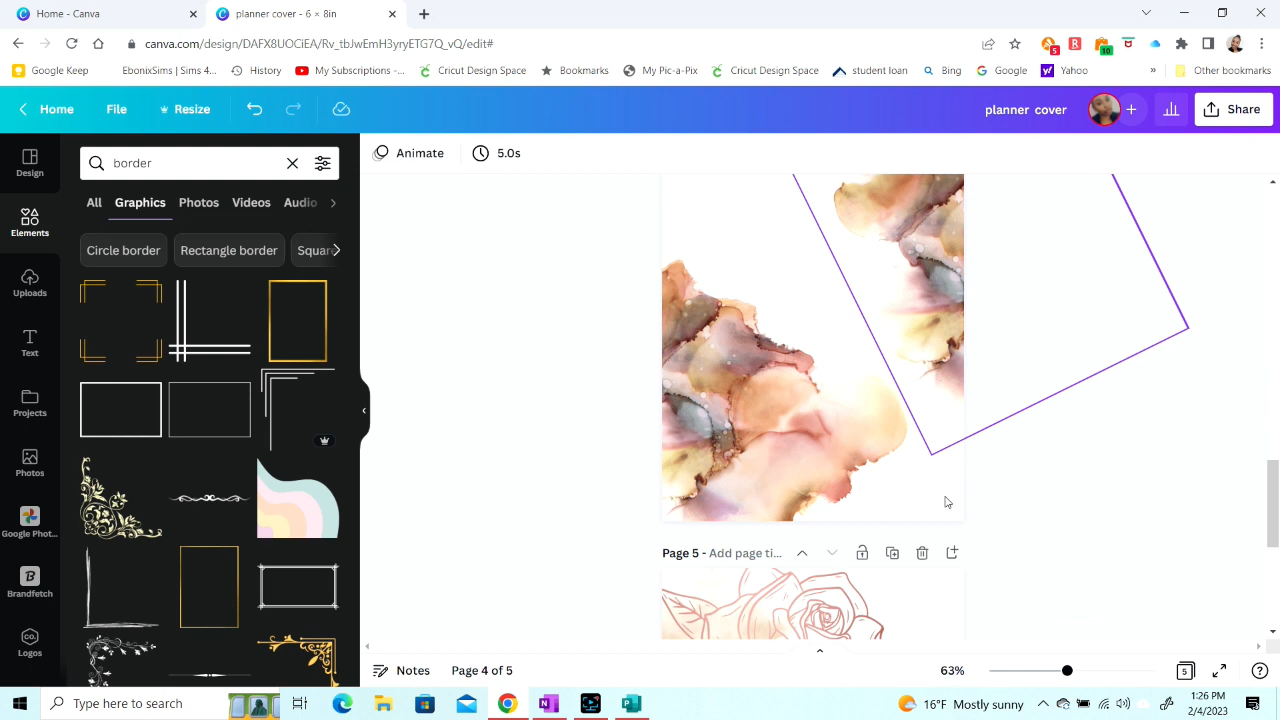 Home - Canva
planner cover - 6 × 8in
canva.com/design/DAFX8UOCiEA/Rv_tbJwEmH3yryETG7Q_vQ/edit#
5
10
Google Keep
EbonixSims | Sims 4...
History
My Subscriptions -...
Cricut Design Space
Bookmarks
My Pic-a-Pix
Cricut Design Space
student loan
Bing
Google
Yahoo
»
Other bookmarks
Home
File
Resize
planner cover
Share
Design
Elements
Uploads
Text
Projects
Photos
Google Phot...
Brandfetch
Logos
border
All
Graphics
Photos
Videos
Audio
Circle border
Rectangle border
Square
Animate
5.0s
Page 5 - Add page ti...
Notes
Page 4 of 5
63%
5
Type here to search
16°F Mostly sunny
1:26 PM
2/4/2023